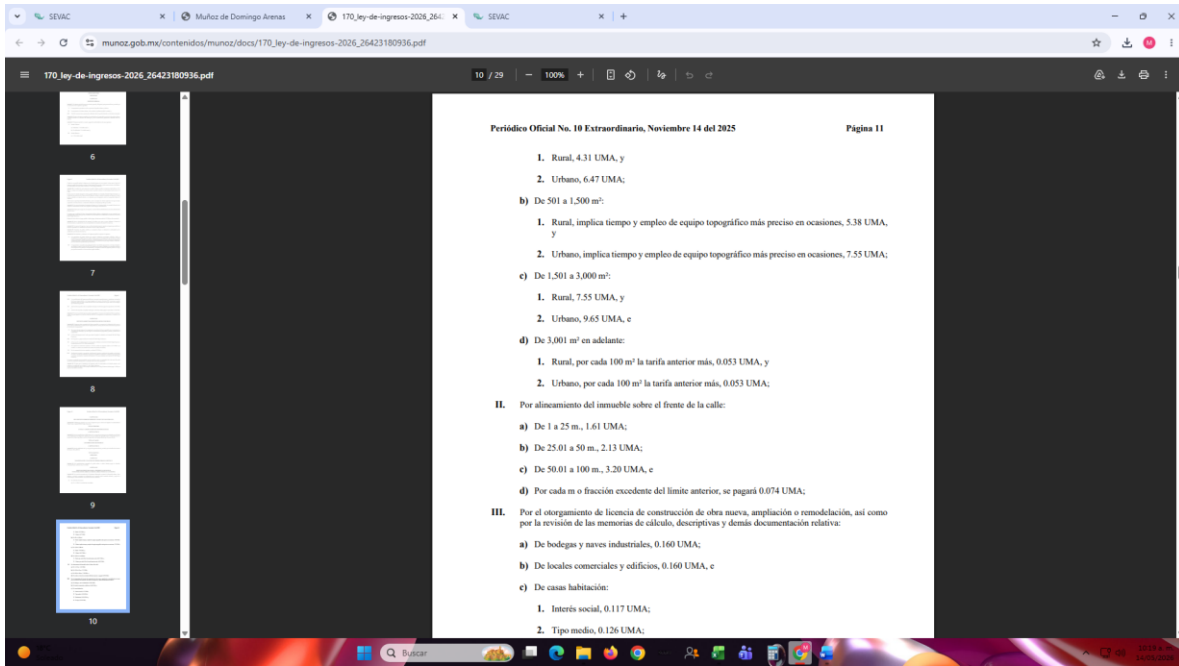 SEVAC
Muñoz de Domingo Arenas
170_ley-de-ingresos-2026_264
SEVAC
munoz.gob.mx/contenidos/munoz/docs/170_ley-de-ingresos-2026_26423180936.pdf
M
170_ley-de-ingresos-2026_26423180936.pdf
10 / 29
100%
6
7
8
9
10
Periódico Oficial No. 10 Extraordinario, Noviembre 14 del 2025 Página 11
1. Rural, 4.31 UMA, y
2. Urbano, 6.47 UMA;
b) De 501 a 1,500 m²:
1. Rural, implica tiempo y empleo de equipo topográfico más preciso en ocasiones, 5.38 UMA,
y
2. Urbano, implica tiempo y empleo de equipo topográfico más preciso en ocasiones, 7.55 UMA;
c) De 1,501 a 3,000 m²:
1. Rural, 7.55 UMA, y
2. Urbano, 9.65 UMA, e
d) De 3,001 m² en adelante:
1. Rural, por cada 100 m² la tarifa anterior más, 0.053 UMA, y
2. Urbano, por cada 100 m² la tarifa anterior más, 0.053 UMA;
II. Por alineamiento del inmueble sobre el frente de la calle:
a) De 1 a 25 m., 1.61 UMA;
b) De 25.01 a 50 m., 2.13 UMA;
c) De 50.01 a 100 m., 3.20 UMA, e
d) Por cada m o fracción excedente del límite anterior, se pagará 0.074 UMA;
III. Por el otorgamiento de licencia de construcción de obra nueva, ampliación o remodelación, así como
por la revisión de las memorias de cálculo, descriptivas y demás documentación relativa:
a) De bodegas y naves industriales, 0.160 UMA;
b) De locales comerciales y edificios, 0.160 UMA, e
c) De casas habitación:
1. Interés social, 0.117 UMA;
2. Tipo medio, 0.126 UMA;
Buscar